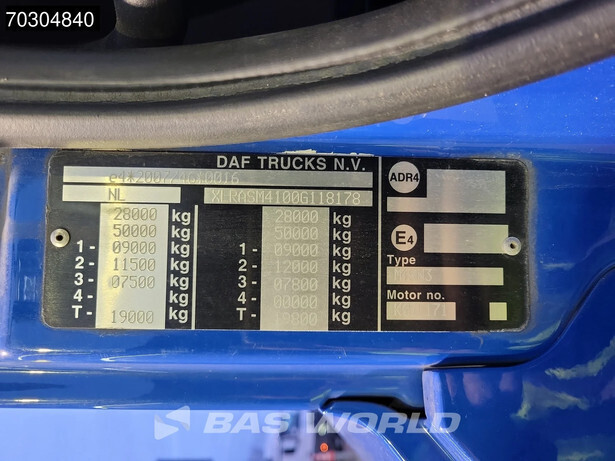 70304840
DAF TRUCKS N.V.
NL XLRASM4100G118178
28000 kg 28000 kg
50000 kg 50000 kg
1- 09000 kg 1- 09000 kg
2- 11500 kg 2- 12000 kg
3- 07500 kg 3- 07800 kg
4- kg 4- 00000 kg
T- 19000 kg T- kg
ADR4
E4
Type
Motor no.
BAS WORLD